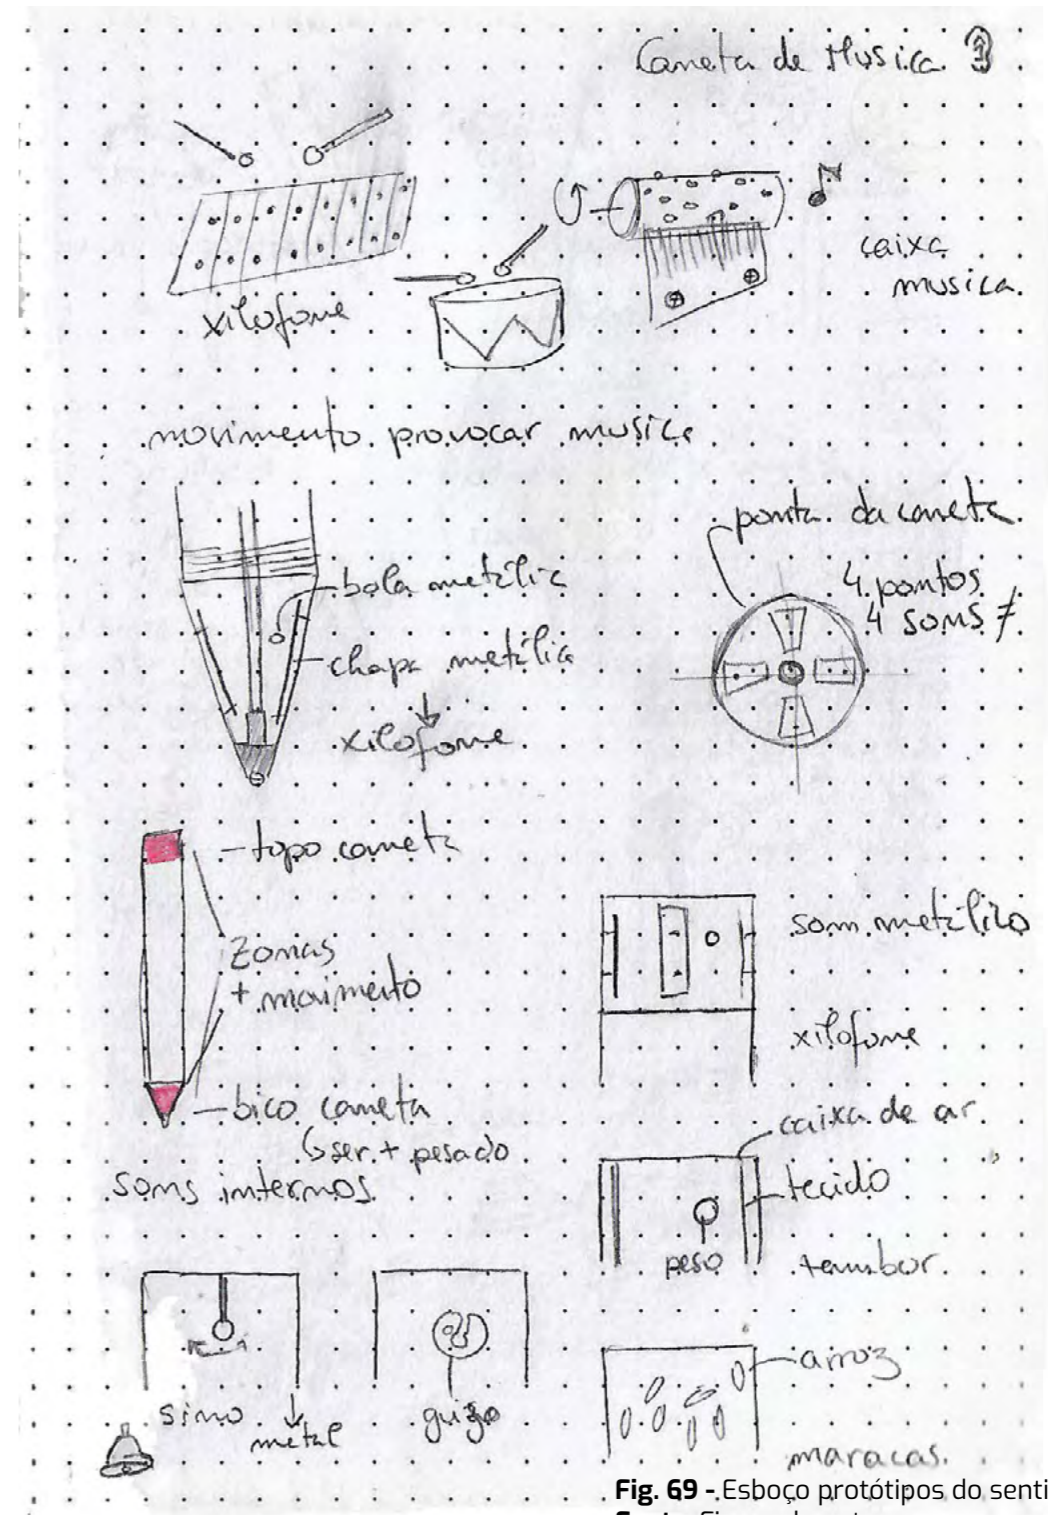 Caneta de Musica 3
xilofone
caixa
musica.
movimento provocar musica
bola metálic
chapa metálica
xilofone
ponta da caneta
4 pontos
4 sons ≠
topo caneta
zonas
+ movimento
bico caneta
ser + pesado
sons internos
sino
metal
guizo
som metálico
xilofone
caixa de ar
tecido
peso
tambor
arroz
maracas
Fig. 69 - Esboço protótipos do senti